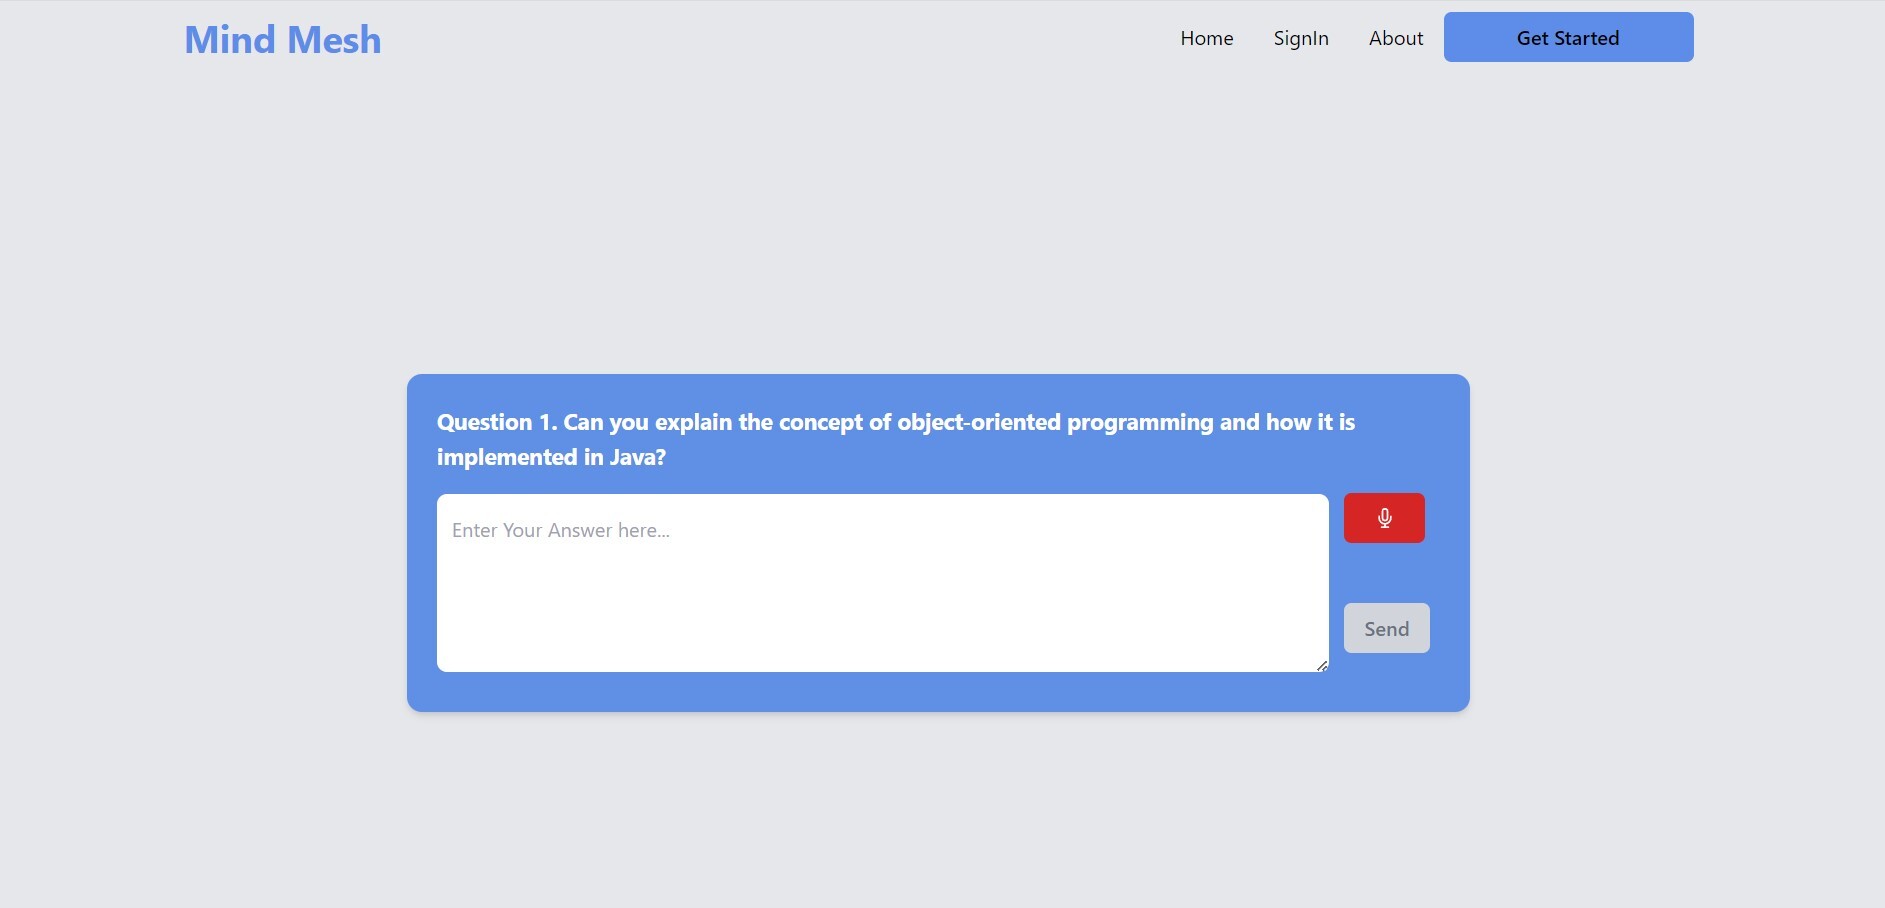 Mind Mesh
Home
SignIn
About
Get Started
Question 1. Can you explain the concept of object-oriented programming and how it is
implemented in Java?
Enter Your Answer here...
Send